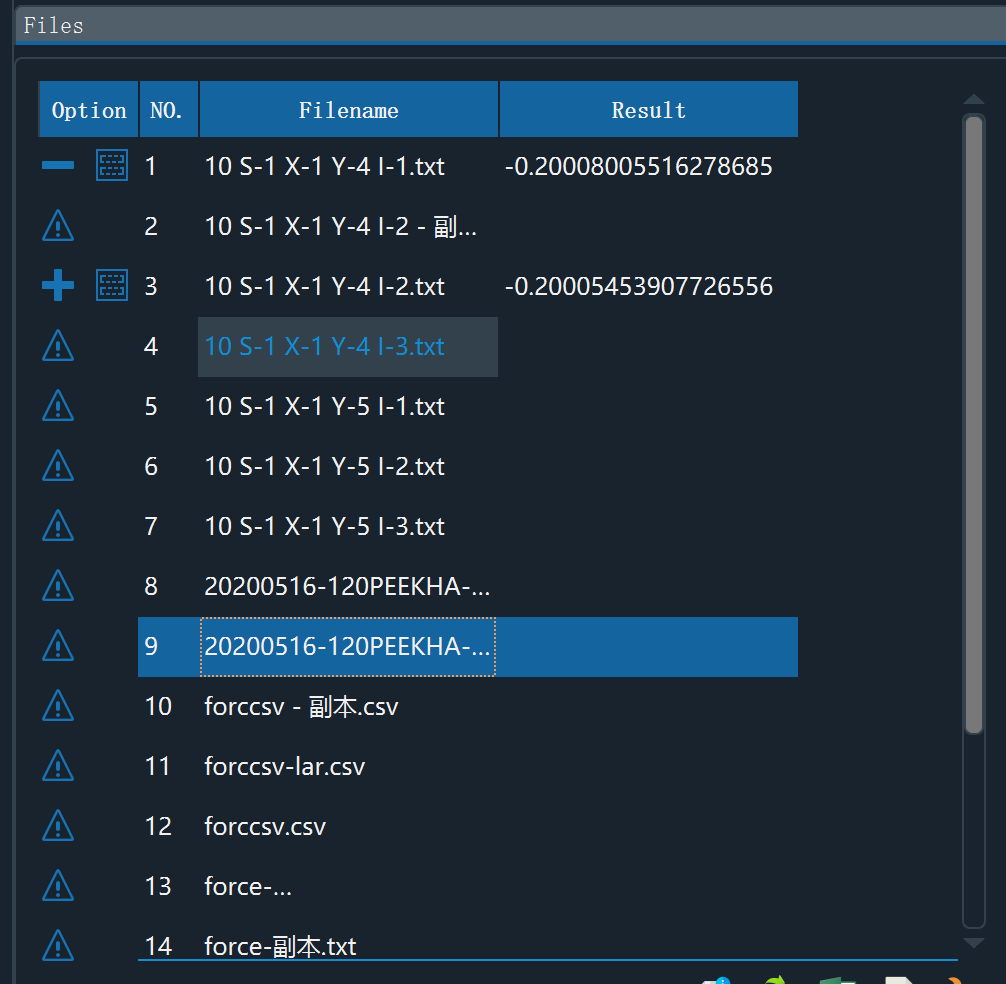 Files
Option NO. Filename Result
1 10 S-1 X-1 Y-4 I-1.txt -0.20008005516278685
2 10 S-1 X-1 Y-4 I-2 - 副...
3 10 S-1 X-1 Y-4 I-2.txt -0.20005453907726556
4 10 S-1 X-1 Y-4 I-3.txt
5 10 S-1 X-1 Y-5 I-1.txt
6 10 S-1 X-1 Y-5 I-2.txt
7 10 S-1 X-1 Y-5 I-3.txt
8 20200516-120PEEKHA-...
9 20200516-120PEEKHA-...
10 forccsv - 副本.csv
11 forccsv-lar.csv
12 forccsv.csv
13 force-...
14 force-副本.txt